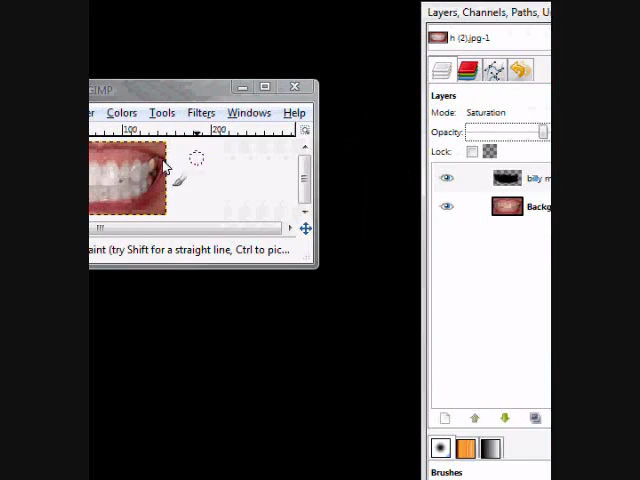 Layers, Channels, Paths, U
h (2).jpg-1
GIMP
er Colors Tools Filters Windows Help
100 200
Layers
Mode: Saturation
Opacity:
Lock:
billy m
Backg
aint (try Shift for a straight line, Ctrl to pic...
Brushes